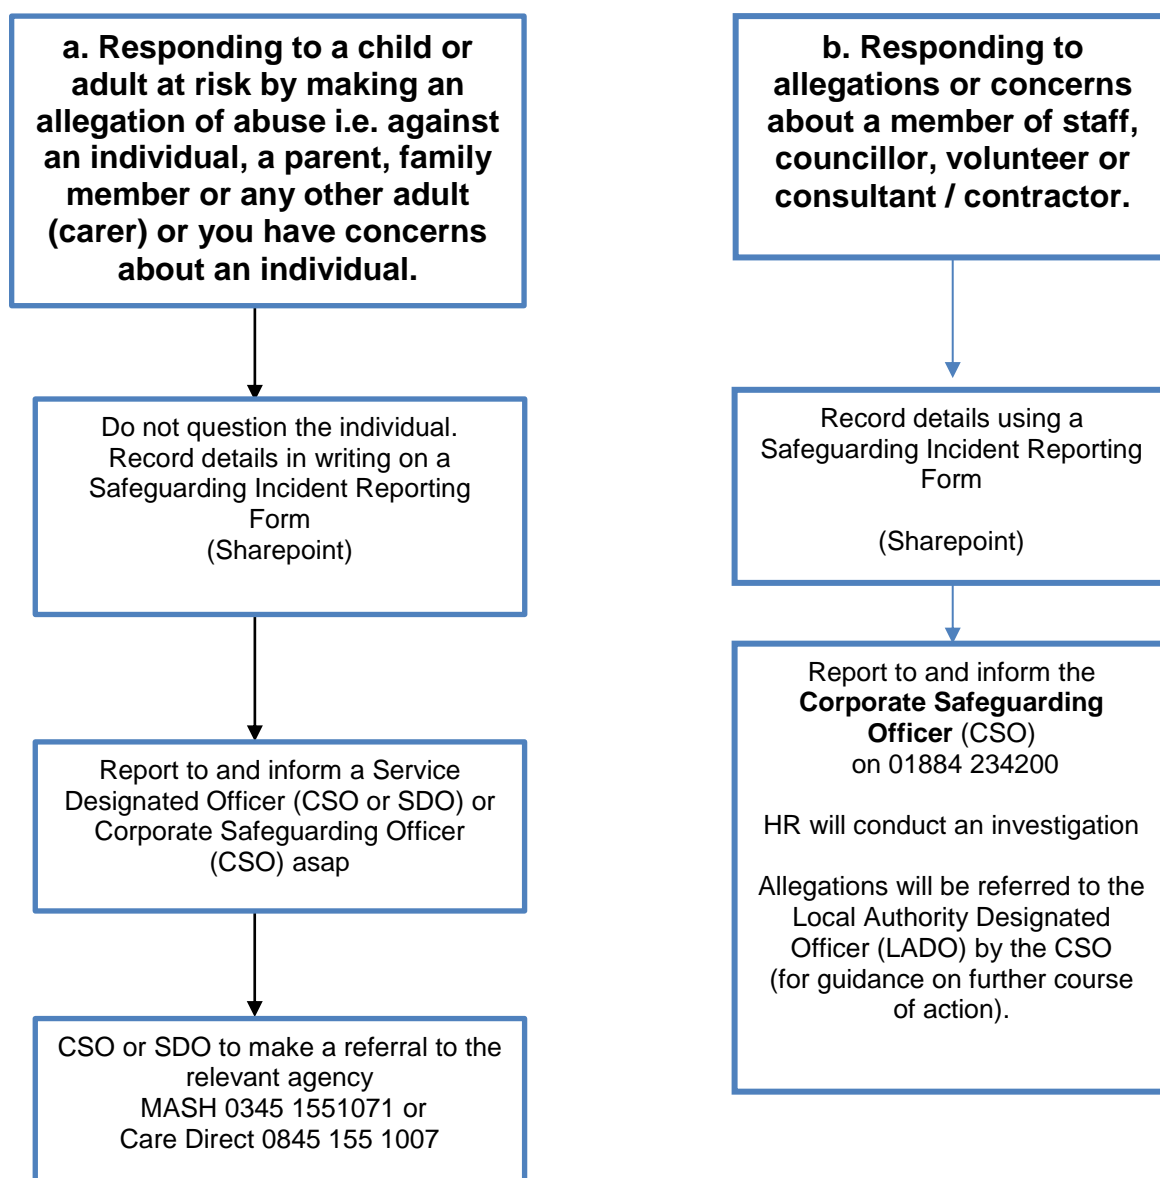 a. Responding to a child or
adult at risk by making an
allegation of abuse i.e. against
an individual, a parent, family
member or any other adult
(carer) or you have concerns
about an individual.
Do not question the individual.
Record details in writing on a
Safeguarding Incident Reporting
Form
(Sharepoint)
Report to and inform a Service
Designated Officer (CSO or SDO) or
Corporate Safeguarding Officer
(CSO) asap
CSO or SDO to make a referral to the
relevant agency
MASH 0345 1551071 or
Care Direct 0845 155 1007
b. Responding to
allegations or concerns
about a member of staff,
councillor, volunteer or
consultant / contractor.
Record details using a
Safeguarding Incident Reporting
Form
(Sharepoint)
Report to and inform the
Corporate Safeguarding
Officer (CSO)
on 01884 234200
HR will conduct an investigation
Allegations will be referred to the
Local Authority Designated
Officer (LADO) by the CSO
(for guidance on further course
of action).